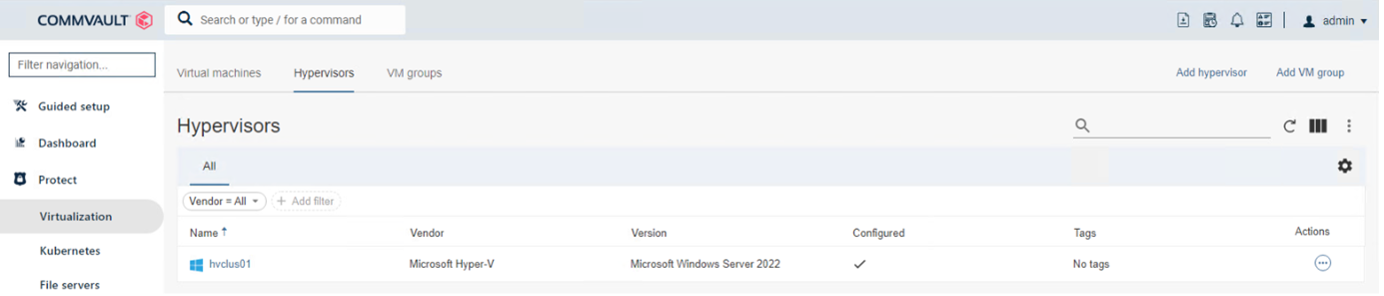 COMMVAULT
Search or type / for a command
admin
Filter navigation...
Virtual machines
Hypervisors
VM groups
Add hypervisor
Add VM group
Guided setup
Dashboard
Protect
Virtualization
Kubernetes
File servers
Hypervisors
All
Vendor = All
+ Add filter
Name ↑ Vendor Version Configured Tags Actions
hvclus01 Microsoft Hyper-V Microsoft Windows Server 2022 ✓ No tags